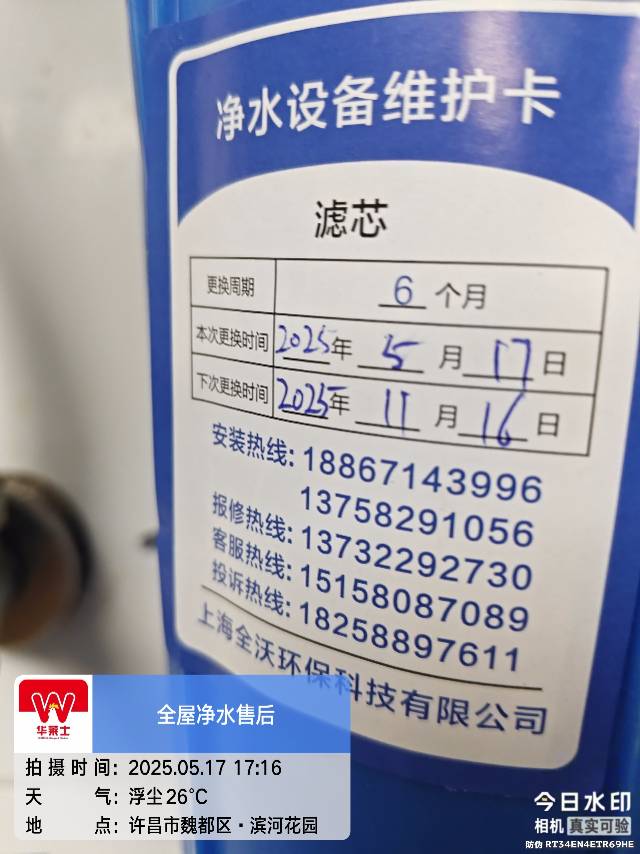 净水设备维护卡
滤芯
更换周期 6 个月
本次更换时间 2025年 5 月 17 日
下次更换时间 2025年 11 月 16 日
安装热线: 18867143996
13758291056
报修热线: 13732292730
客服热线: 15158087089
投诉热线: 18258897611
上海全沃环保科技有限公司
华莱士
全屋净水售后
拍摄时间: 2025.05.17 17:16
天气: 浮尘26℃
地点: 许昌市魏都区·滨河花园
今日水印
相机 真实可验
防伪 RT34EN4ETR69HE